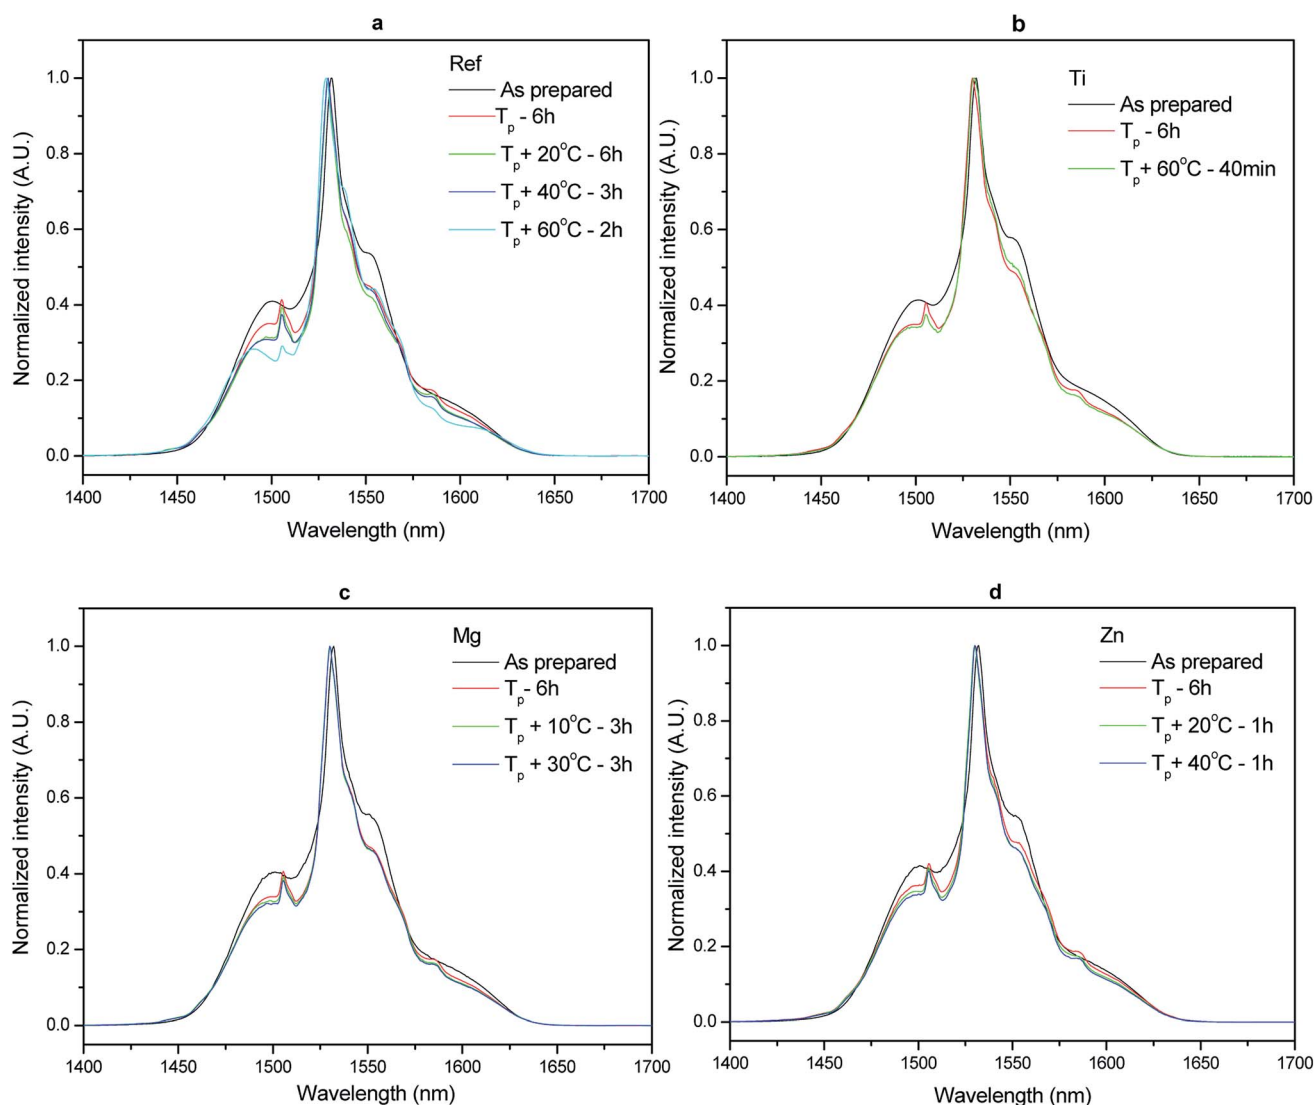 a
Ref
As prepared
Tp - 6h
Tp + 20°C - 6h
Tp + 40°C - 3h
Tp + 60°C - 2h
Normalized intensity (A.U.)
1.0
0.8
0.6
0.4
0.2
0.0
1400 1450 1500 1550 1600 1650 1700
Wavelength (nm)
b
Ti
As prepared
Tp - 6h
Tp + 60°C - 40min
Normalized intensity (A.U.)
1.0
0.8
0.6
0.4
0.2
0.0
1400 1450 1500 1550 1600 1650 1700
Wavelength (nm)
c
Mg
As prepared
Tp - 6h
Tp + 10°C - 3h
Tp + 30°C - 3h
Normalized intensity (A.U.)
1.0
0.8
0.6
0.4
0.2
0.0
1400 1450 1500 1550 1600 1650 1700
Wavelength (nm)
d
Zn
As prepared
Tp - 6h
Tp + 20°C - 1h
Tp + 40°C - 1h
Normalized intensity (A.U.)
1.0
0.8
0.6
0.4
0.2
0.0
1400 1450 1500 1550 1600 1650 1700
Wavelength (nm)